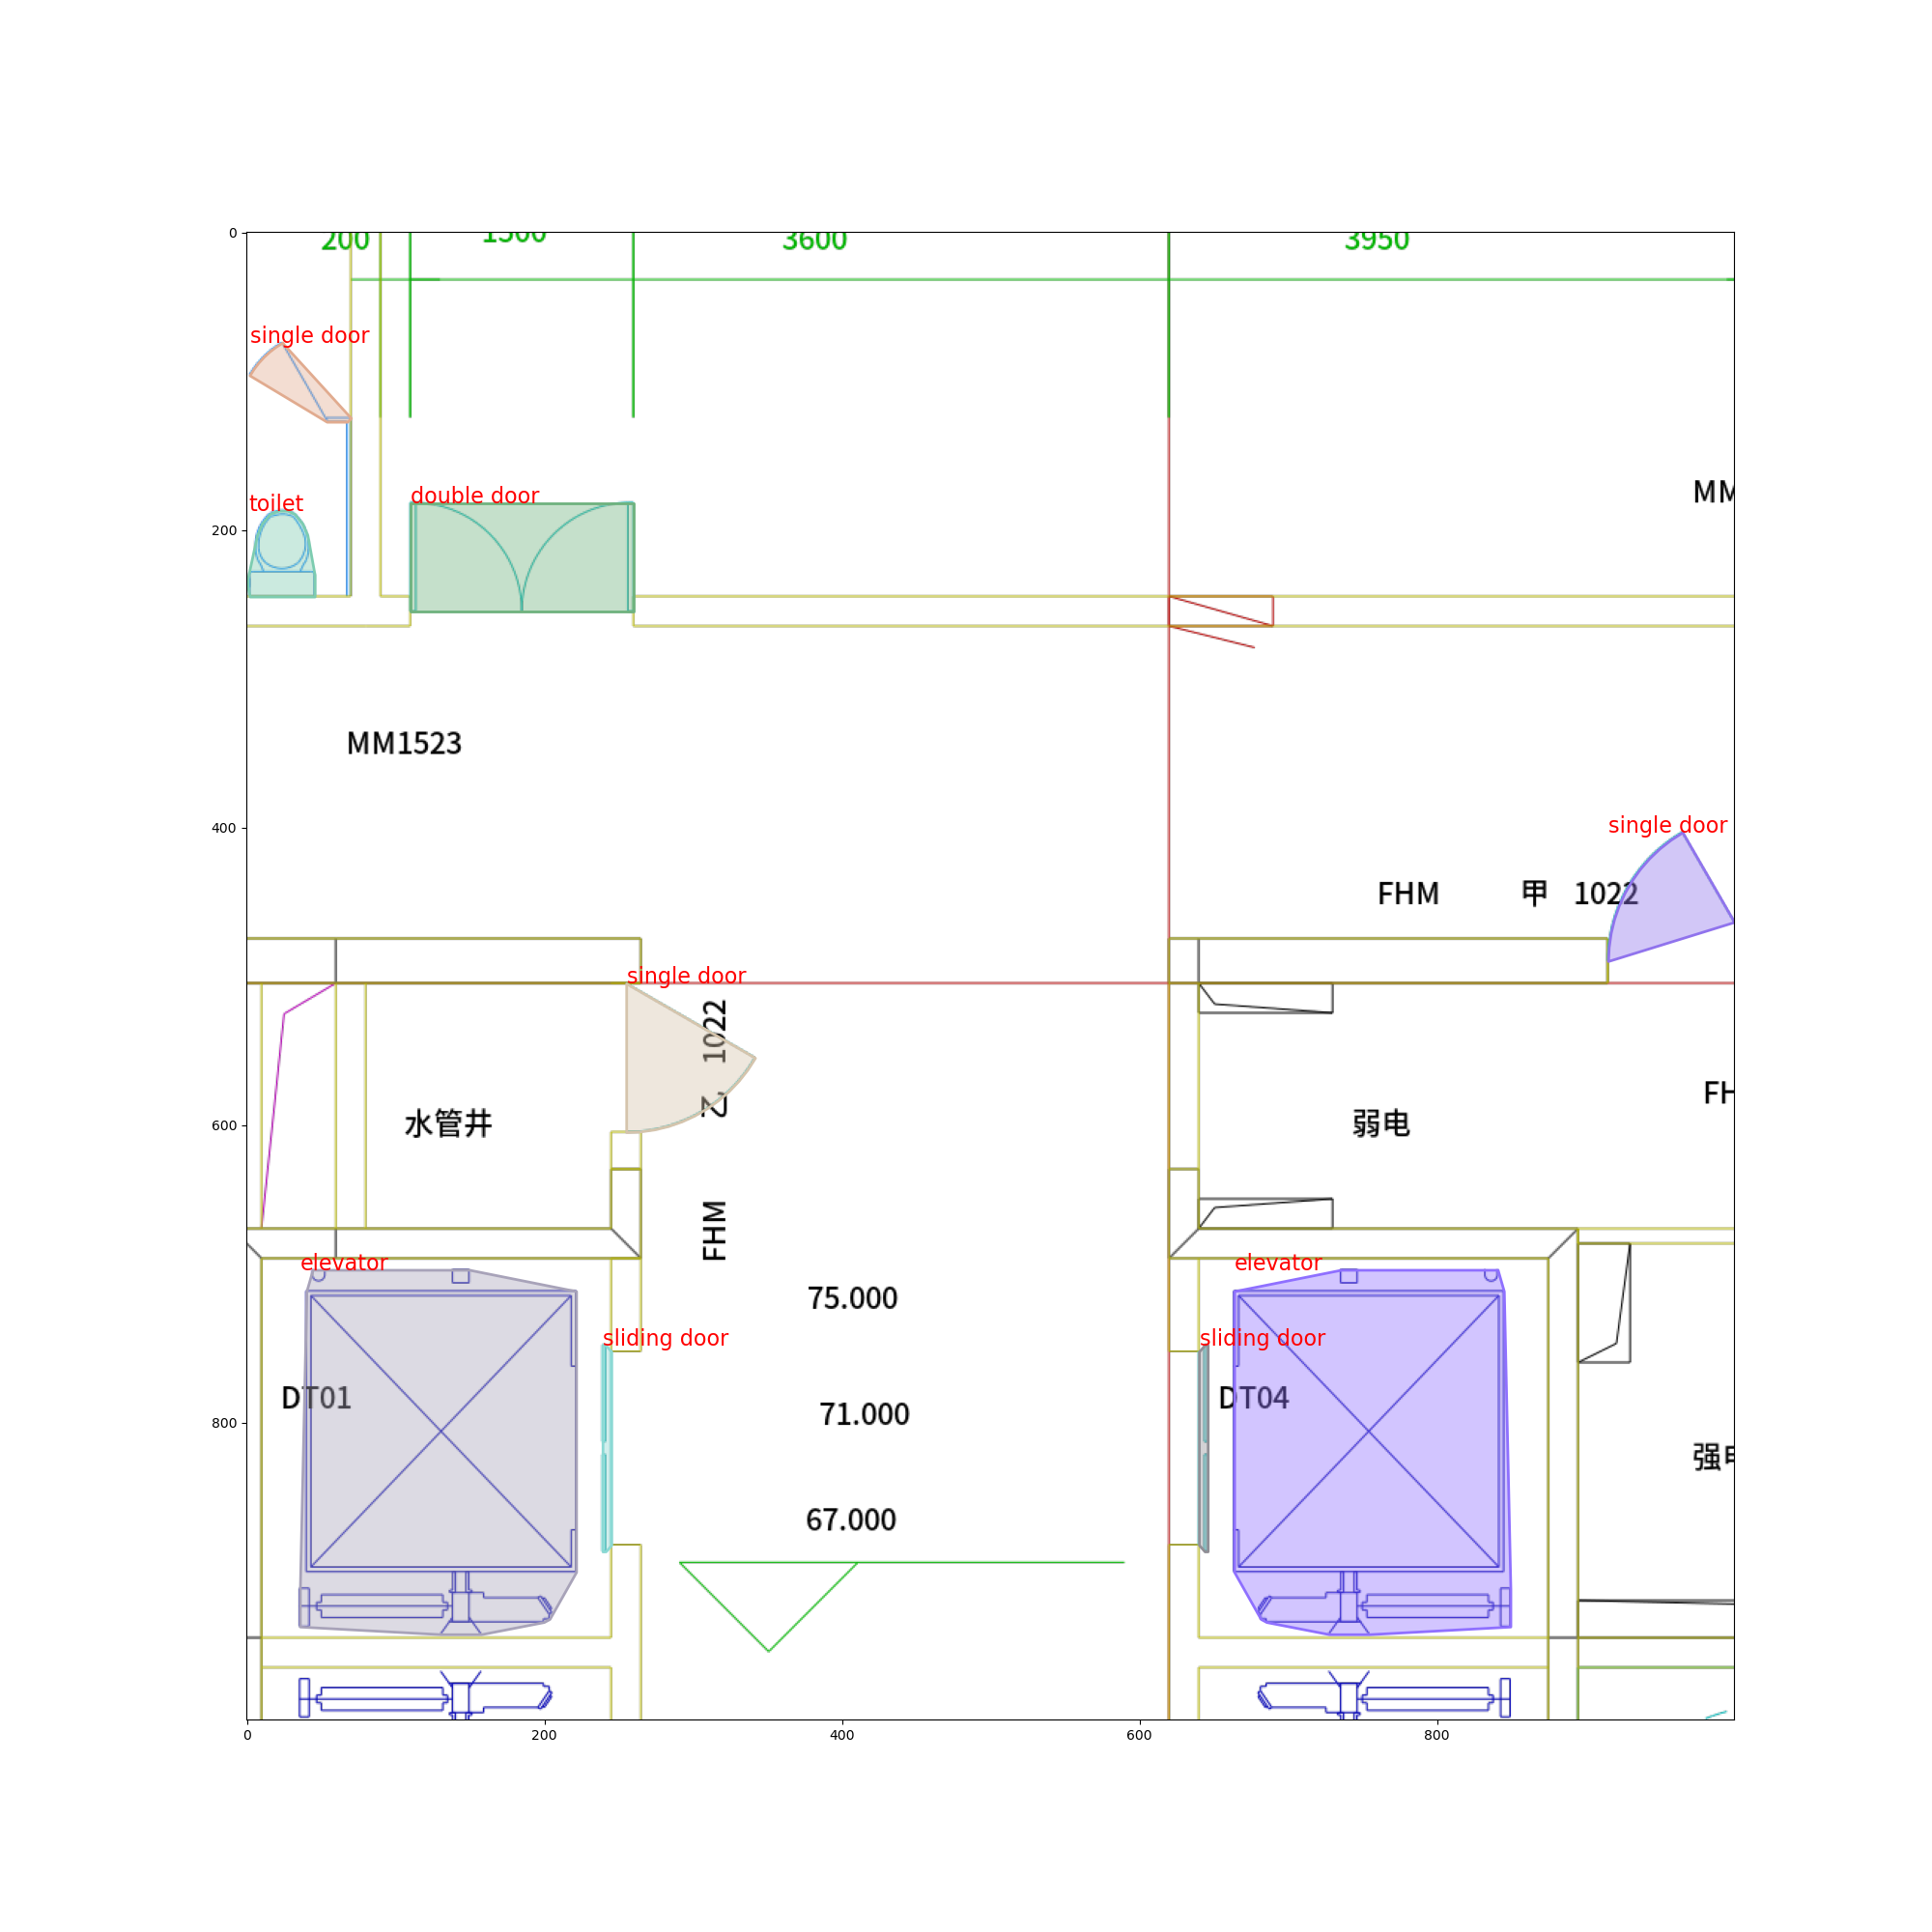 0
200
1500
3600
3950
single door
toilet
double door
MM
200
MM1523
400
single door
FHM 甲 1022
single door
FHM 乙 1022
600
水管井
弱电
FH
elevator
elevator
75.000
sliding door
sliding door
DT01
DT04
71.000
800
强
67.000
0
200
400
600
800